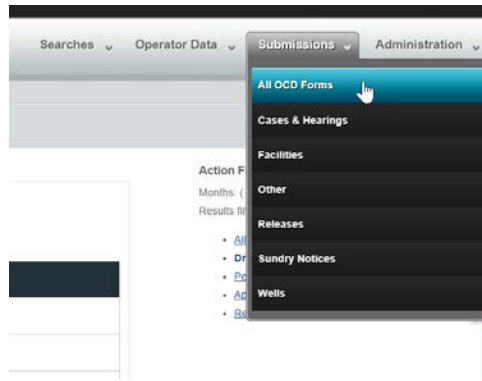 Searches Operator Data Submissions Administration
All OCD Forms
Cases & Hearings
Facilities
Action F
Months: (
Other
Results fil
Releases
All
Dr
Sundry Notices
Pe
Ap
Wells
Re